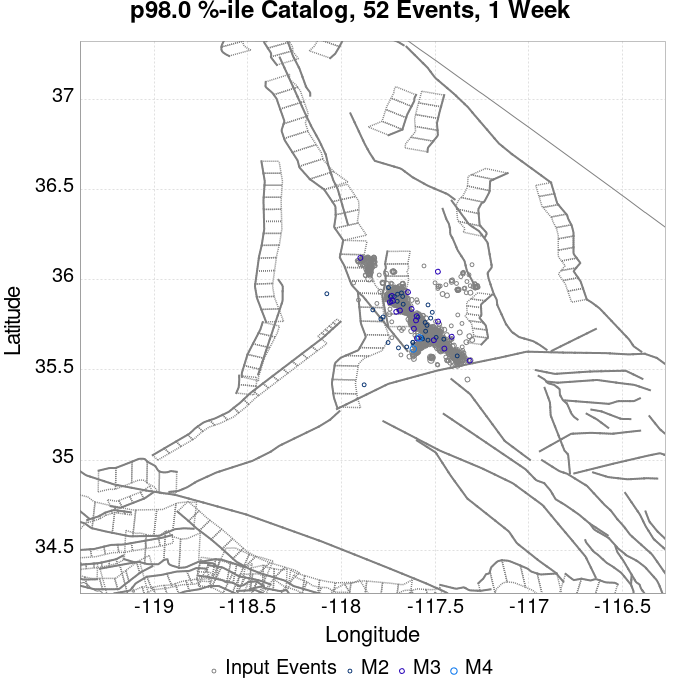 p98.0 %-ile Catalog, 52 Events, 1 Week
37
36.5
36
35.5
35
34.5
Latitude
-119 -118.5 -118 -117.5 -117 -116.5
Longitude
Input Events M2 M3 M4